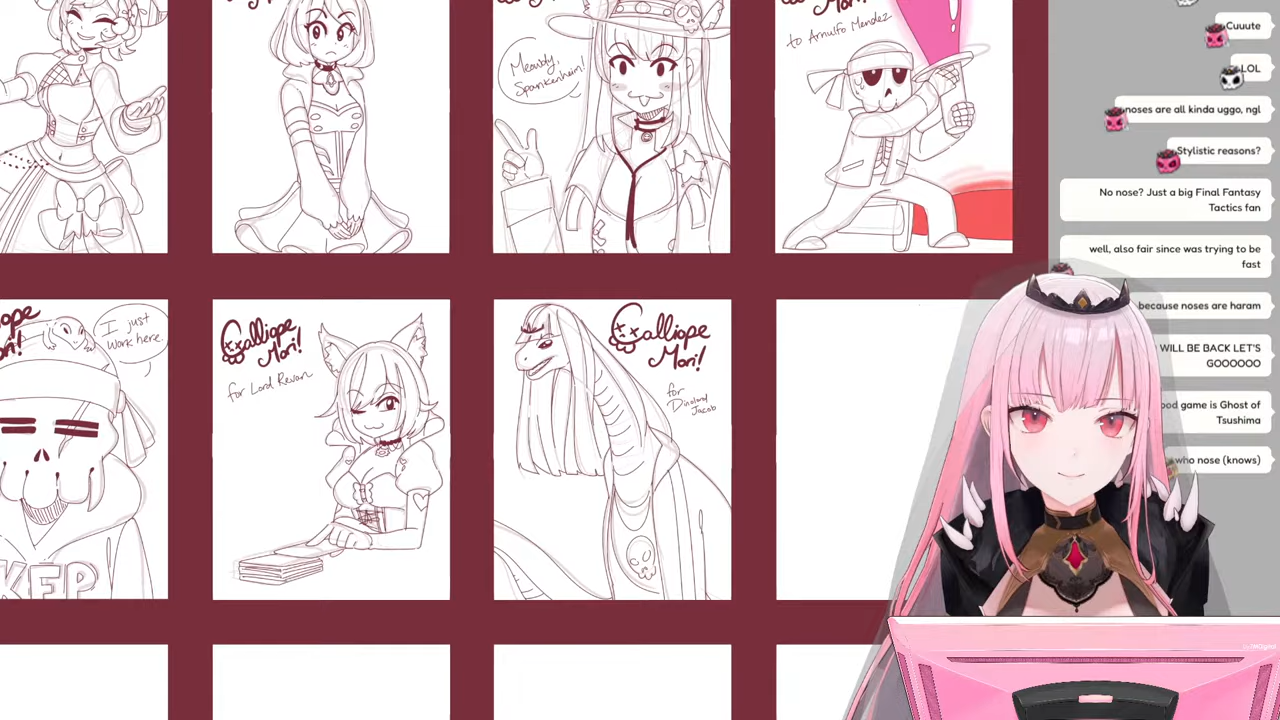 Mori!
to Arnulfo Mendez
Meowdy,
Spankenhein!
I just
work here.
Mori!
KFP
Calliope
Mori!
for Lord Revan
Calliope
Mori!
for
Dinolord
Jacob
Cuuute
LOL
noses are all kinda uggo, ngl
Stylistic reasons?
No nose? Just a big Final Fantasy
Tactics fan
well, also fair since was trying to be
fast
because noses are haram
WILL BE BACK LET'S
GOOOOOO
game is Ghost of
Tsushima
who nose (knows)